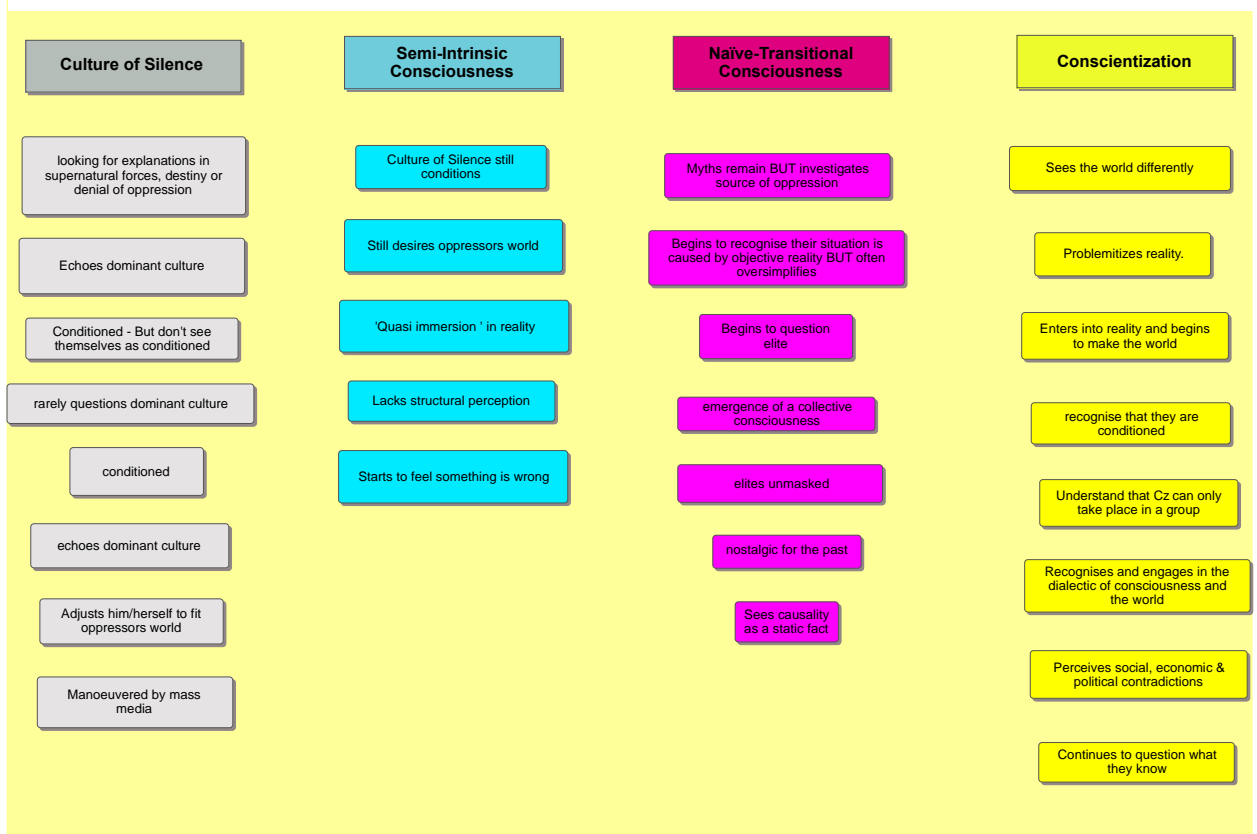 Culture of Silence
looking for explanations in
supernatural forces, destiny or
denial of oppression
Echoes dominant culture
Conditioned - But don't see
themselves as conditioned
rarely questions dominant culture
conditioned
echoes dominant culture
Adjusts him/herself to fit
oppressors world
Manoeuvered by mass
media
Semi-Intrinsic
Consciousness
Culture of Silence still
conditions
Still desires oppressors world
'Quasi immersion ' in reality
Lacks structural perception
Starts to feel something is wrong
Naïve-Transitional
Consciousness
Myths remain BUT investigates
source of oppression
Begins to recognise their situation is
caused by objective reality BUT often
oversimplifies
Begins to question
elite
emergence of a collective
consciousness
elites unmasked
nostalgic for the past
Sees causality
as a static fact
Conscientization
Sees the world differently
Problemitizes reality.
Enters into reality and begins
to make the world
recognise that they are
conditioned
Understand that Cz can only
take place in a group
Recognises and engages in the
dialectic of consciousness and
the world
Perceives social, economic &
political contradictions
Continues to question what
they know